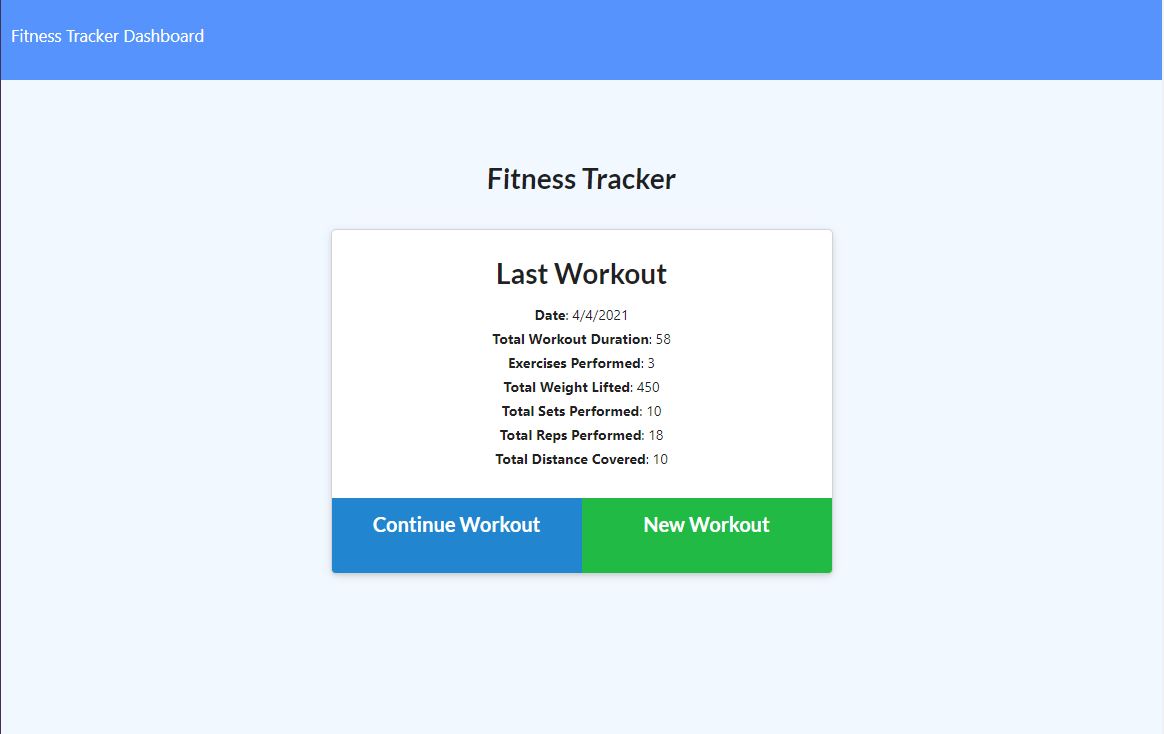 Fitness Tracker Dashboard
Fitness Tracker
Last Workout
Date: 4/4/2021
Total Workout Duration: 58
Exercises Performed: 3
Total Weight Lifted: 450
Total Sets Performed: 10
Total Reps Performed: 18
Total Distance Covered: 10
Continue Workout
New Workout